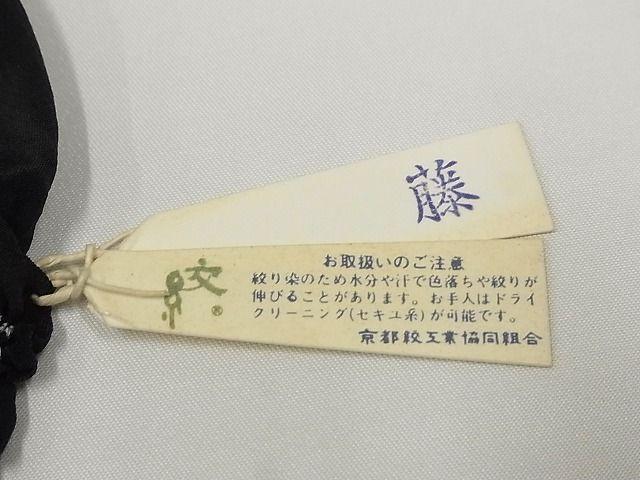 藤
絞
®
お取扱いのご注意
絞り染のため水分や汗で色落ちや絞りが
伸びることがあります。お手入はドライ
クリーニング(セキユ系)が可能です。
京都絞工業協同組合